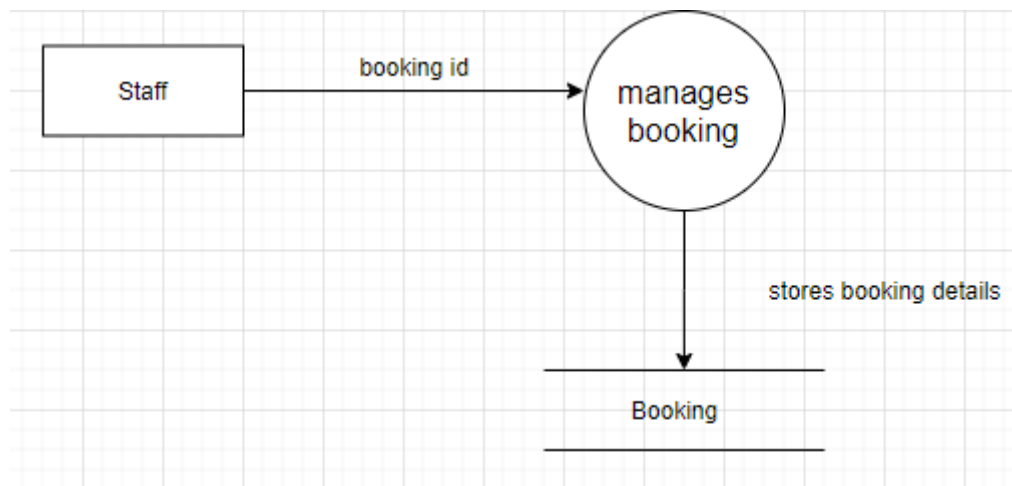 Staff
booking id
manages
booking
stores booking details
Booking